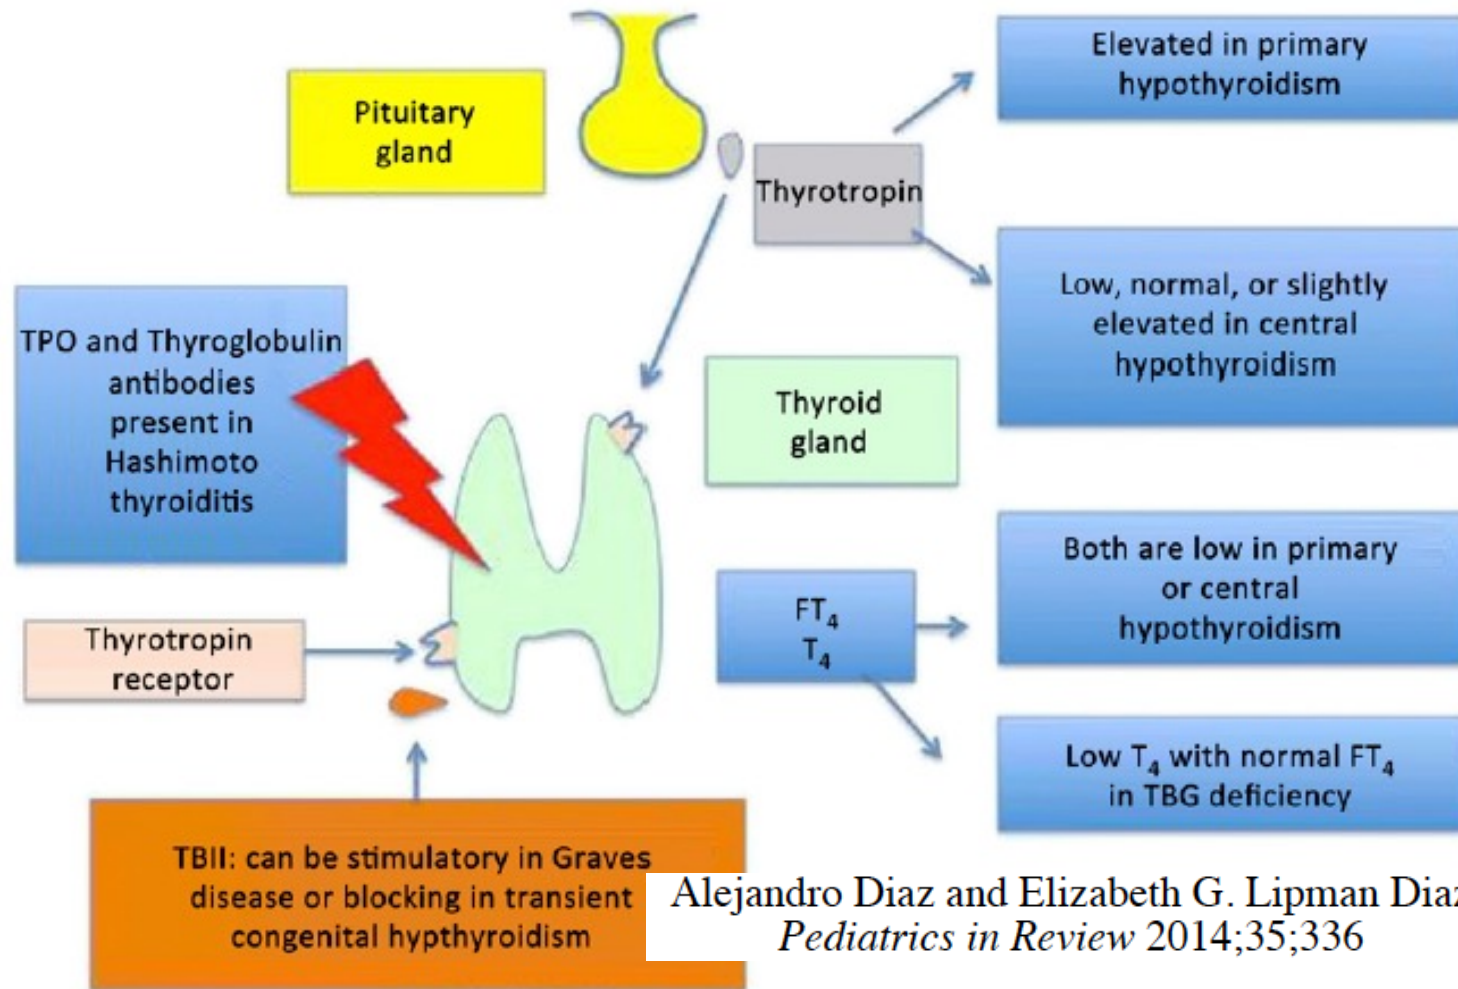 Pituitary
gland
Thyrotropin
Elevated in primary
hypothyroidism
Low, normal, or slightly
elevated in central
hypothyroidism
TPO and Thyroglobulin
antibodies
present in
Hashimoto
thyroiditis
Thyroid
gland
Thyrotropin
receptor
FT₄
T₄
Both are low in primary
or central
hypothyroidism
Low T₄ with normal FT₄
in TBG deficiency
TBII: can be stimulatory in Graves
disease or blocking in transient
congenital hypthyroidism
Alejandro Diaz and Elizabeth G. Lipman Diaz
Pediatrics in Review 2014;35;336